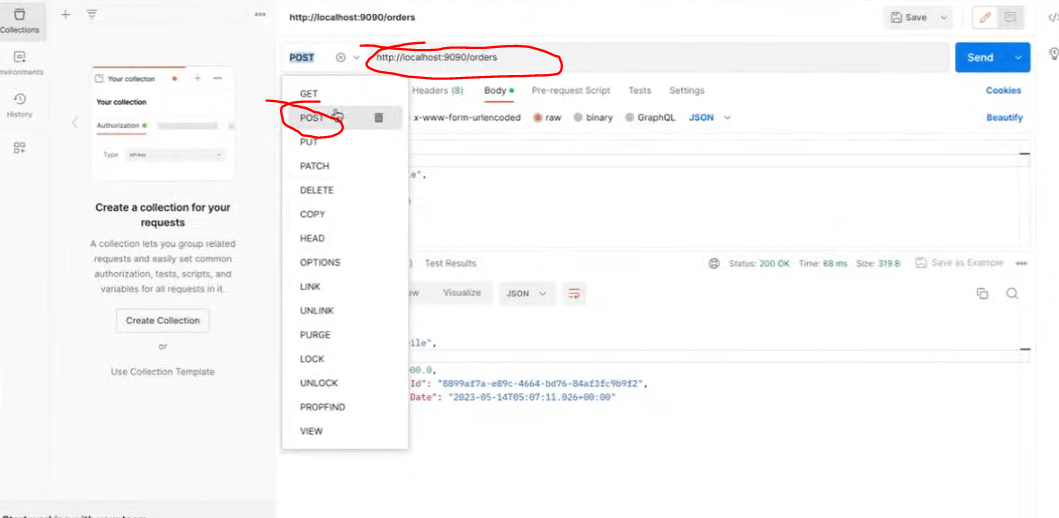 http://localhost:9090/orders
Save
Collections
POST
http://localhost:9090/orders
Send
Environments
Your collecton
GET
Headers (8)
Body
Pre-request Script
Tests
Settings
Cookies
History
Your collection
POST
x-www-form-urlencoded
raw
binary
GraphQL
JSON
Beautify
Authorization
PUT
Type
API Key
PATCH
e",
DELETE
Create a collection for your
requests
COPY
HEAD
A collection lets you group related
requests and easily set common
authorization, tests, scripts, and
variables for all requests in it.
OPTIONS
Test Results
Status: 200 OK
Time: 68 ms
Size: 319 B
Save as Example
LINK
Visualize
JSON
Create Collection
UNLINK
or
PURGE
ile",
Use Collection Template
LOCK
00.0,
UNLOCK
Id": "8899af7a-e89c-4664-bd76-84af3fc9b9f2",
Date": "2023-05-14T05:07:11.026+00:00"
PROPFIND
VIEW